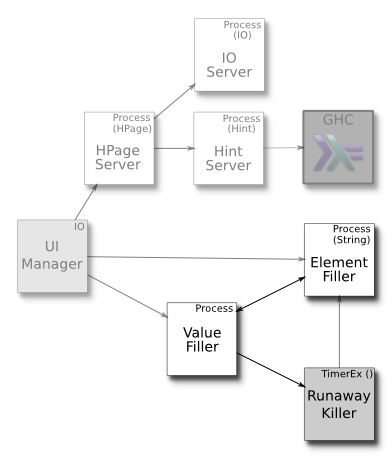 Process
(IO)
IO
Server
Process
(HPage)
HPage
Server
Process
(Hint)
Hint
Server
GHC
IO
UI
Manager
Process
(String)
Element
Filler
Process
Value
Filler
TimerEx ()
Runaway
Killer